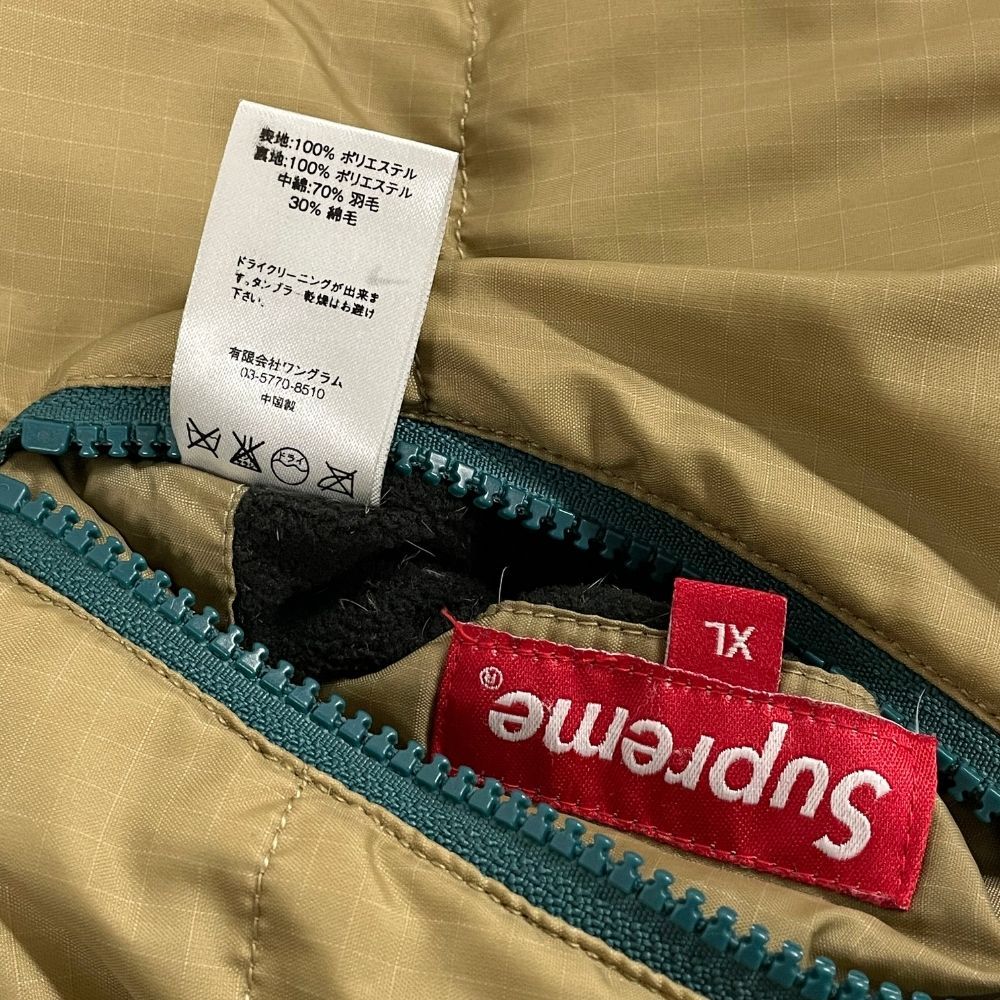 表地:100% ポリエステル
裏地:100% ポリエステル
中綿:70% 羽毛
30% 綿毛
ドライクリーニングが出来ま
す。タンブラー乾燥はお避け
下さい。
有限会社ワングラム
03-5770-8510
中国製
ドライ
XL
Supreme®